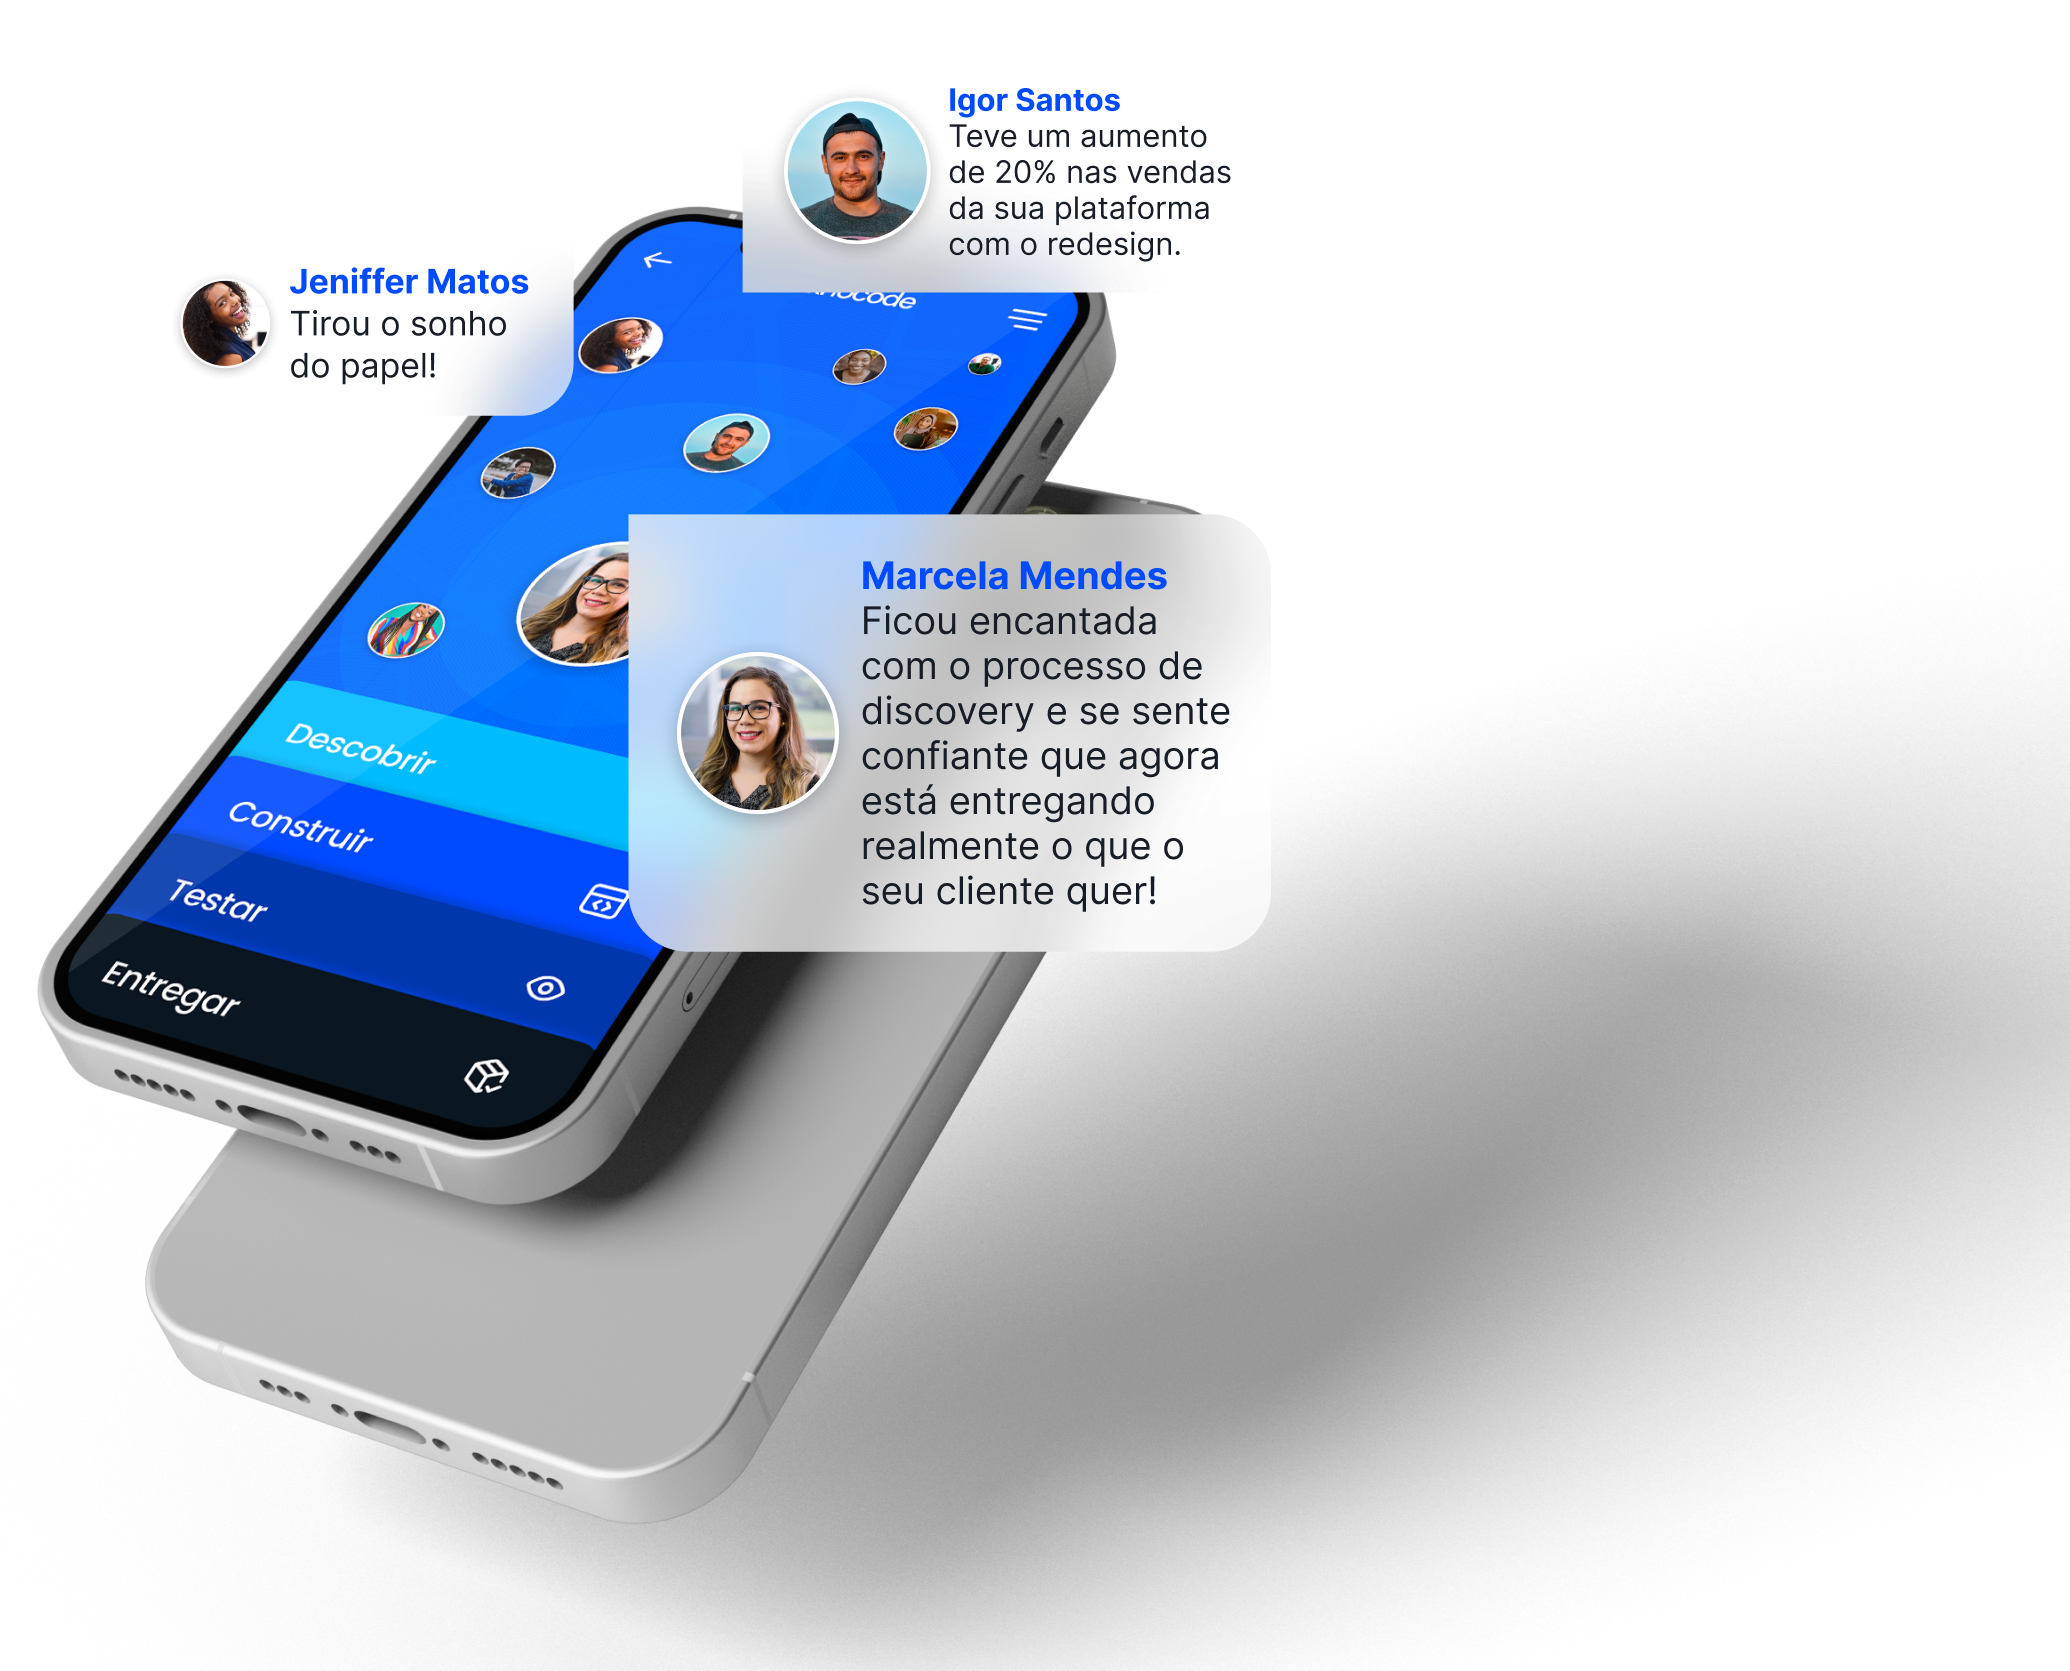 Igor Santos
Teve um aumento
de 20% nas vendas
da sua plataforma
com o redesign.
Jeniffer Matos
Tirou o sonho
do papel!
Marcela Mendes
Ficou encantada
com o processo de
discovery e se sente
confiante que agora
está entregando
realmente o que o
seu cliente quer!
Descobrir
Construir
Testar
Entregar